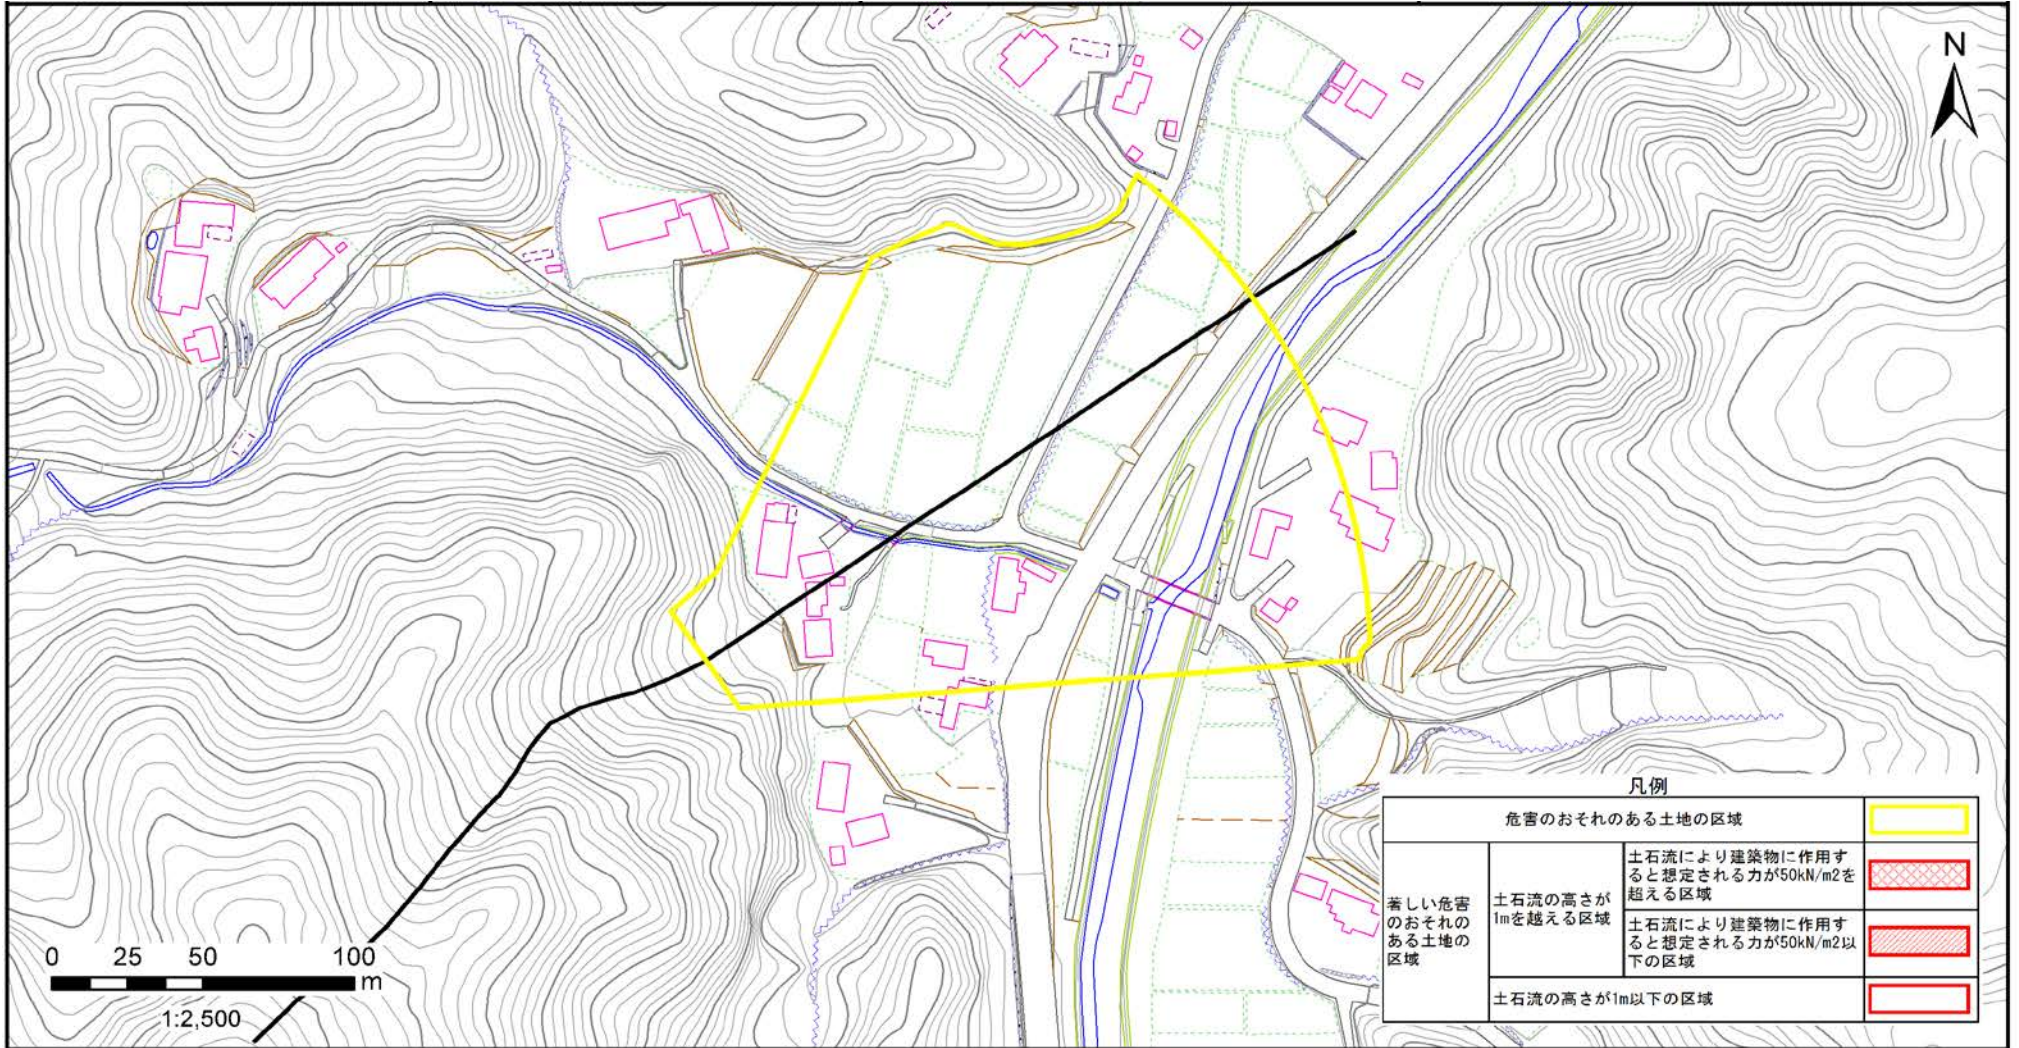 N
凡例
危害のおそれのある土地の区域
著しい危害
のおそれの
ある土地の
区域
土石流の高さが
1mを越える区域
土石流により建築物に作用す
ると想定される力が50kN/m2を
超える区域
土石流により建築物に作用す
ると想定される力が50kN/m2以
下の区域
土石流の高さが1m以下の区域
0 25 50 100
m
1:2,500